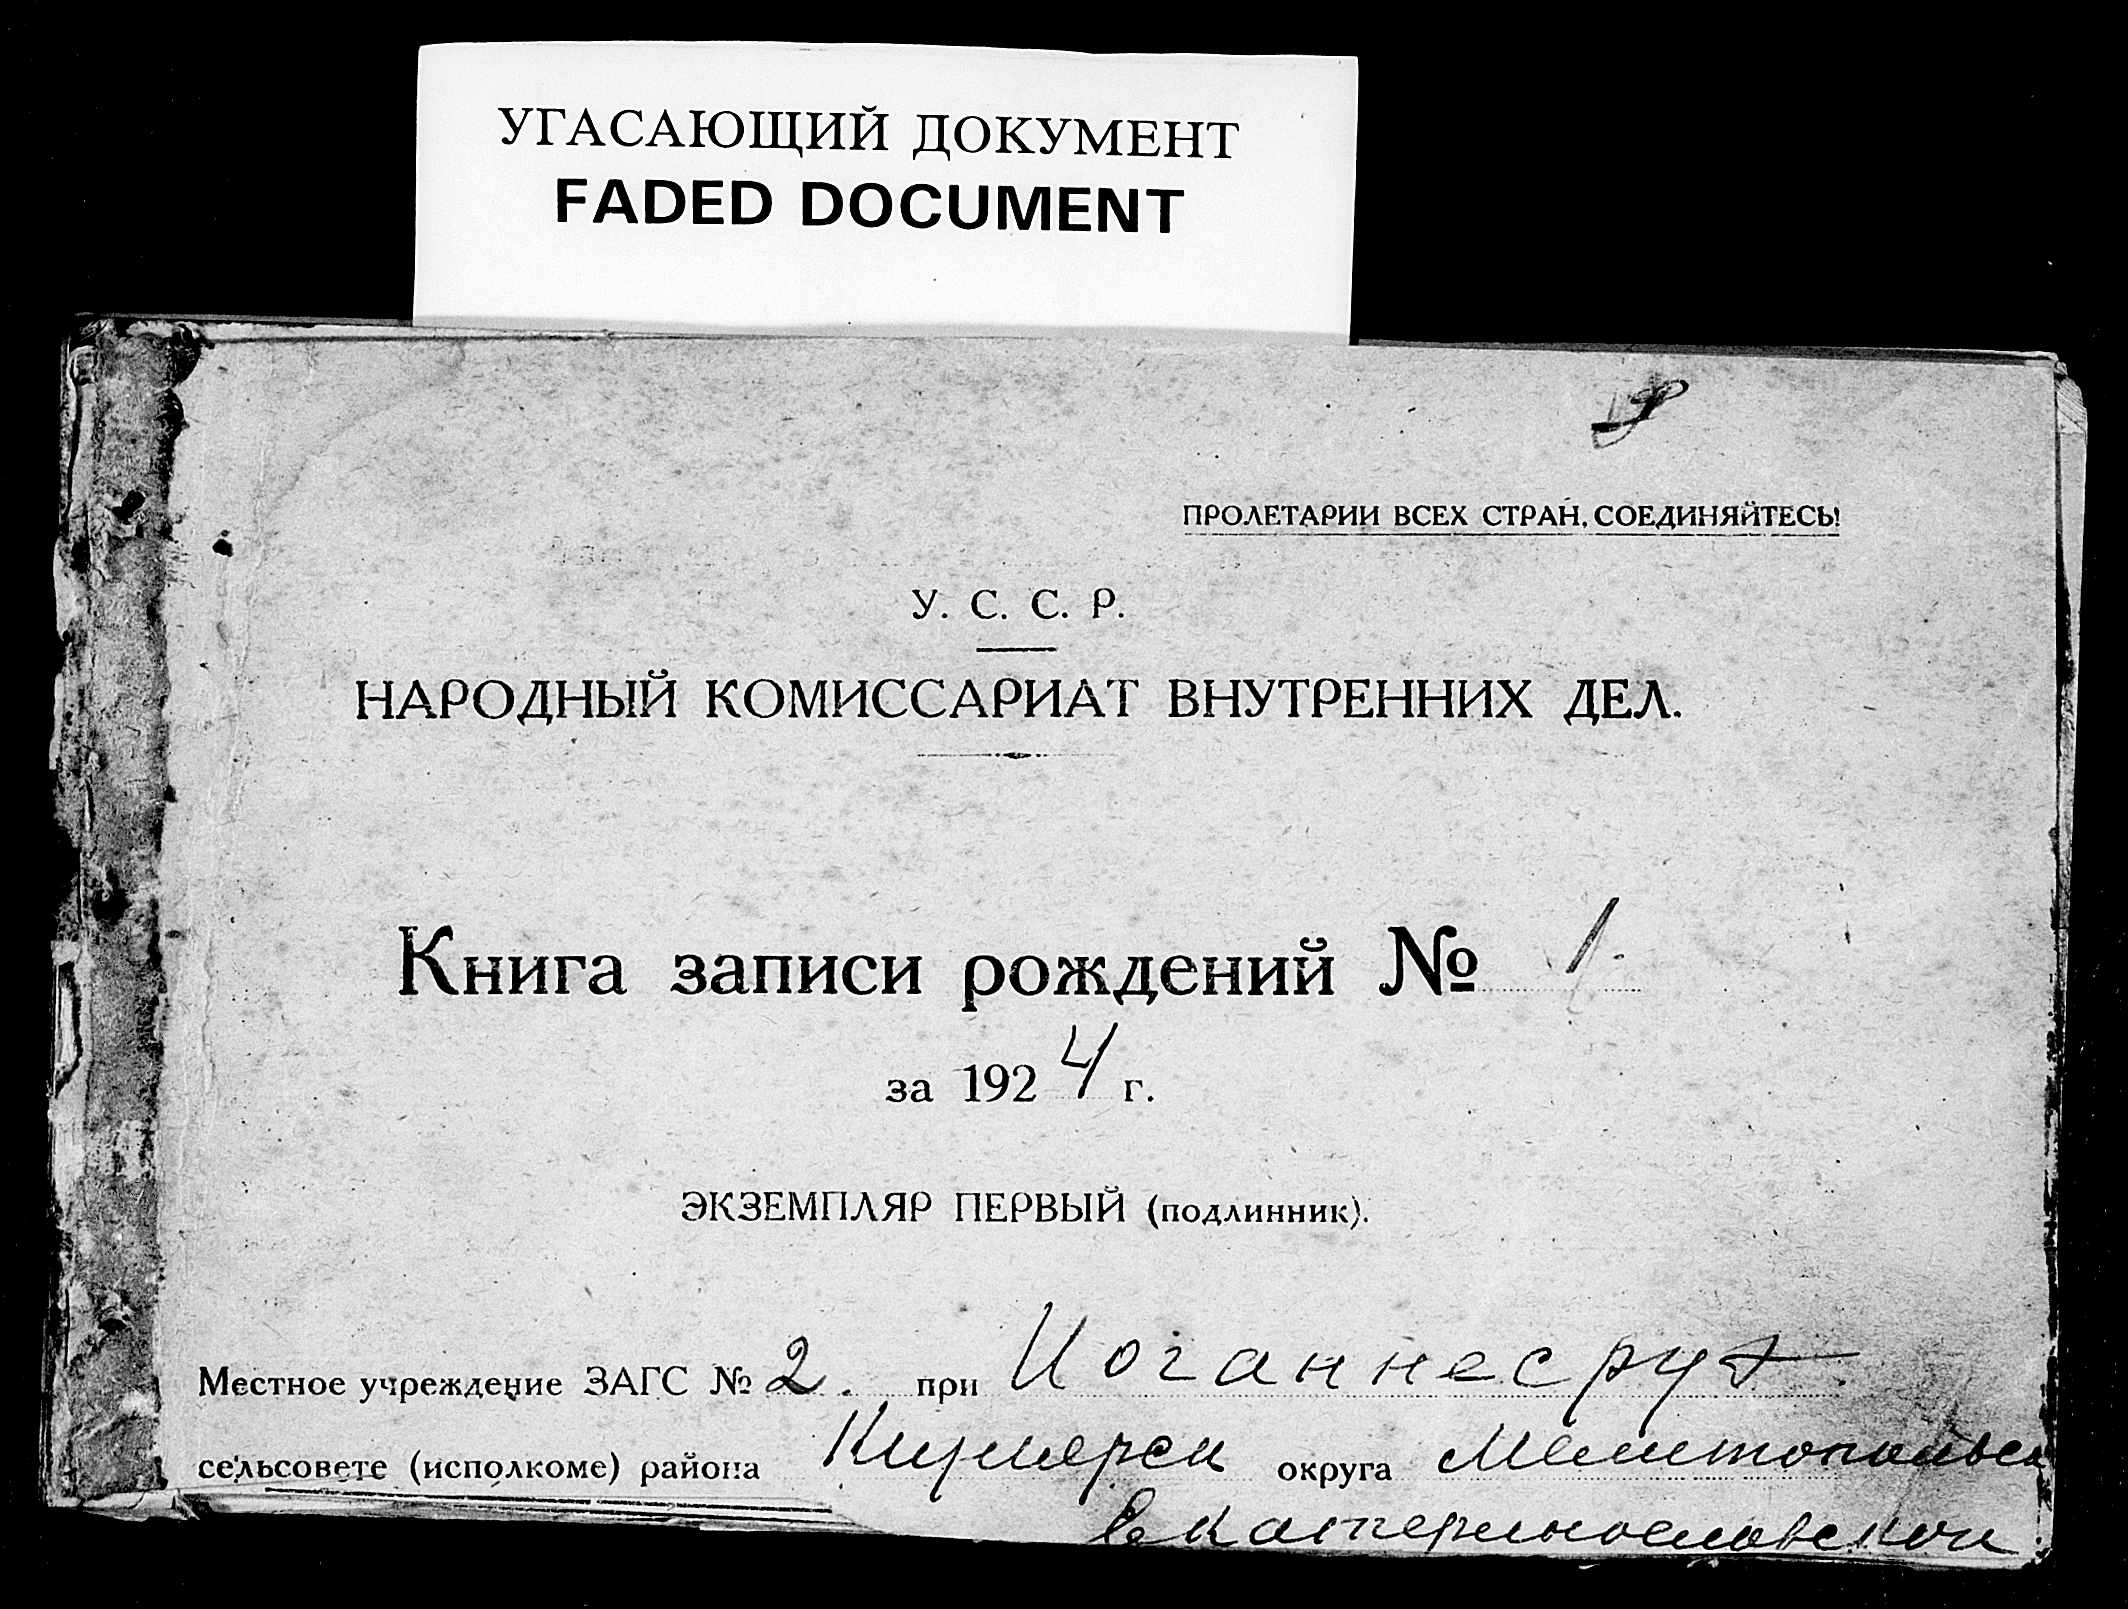 УГАСАЮЩИЙ ДОКУМЕНТ
FADED DOCUMENT
ПРОЛЕТАРИИ ВСЕХ СТРАН, СОЕДИНЯЙТЕСЬ!
У. С. С. Р.
НАРОДНЫЙ КОМИССАРИАТ ВНУТРЕННИХ ДЕЛ.
Книга записи рождений № 1.
за 1924 г.
ЭКЗЕМПЛЯР ПЕРВЫЙ (подлинник).
Местное учреждение ЗАГС № 2. при Иоганнесрут
сельсовете (исполкоме) района округа Мелитопольск
Екатеринославской